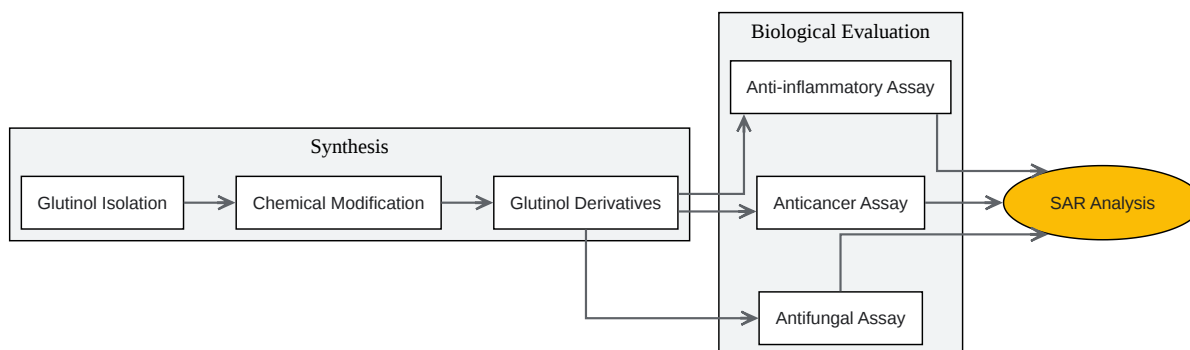 Synthesis
Glutinol Isolation
Chemical Modification
Glutinol Derivatives
Biological Evaluation
Anti-inflammatory Assay
Anticancer Assay
Antifungal Assay
SAR Analysis